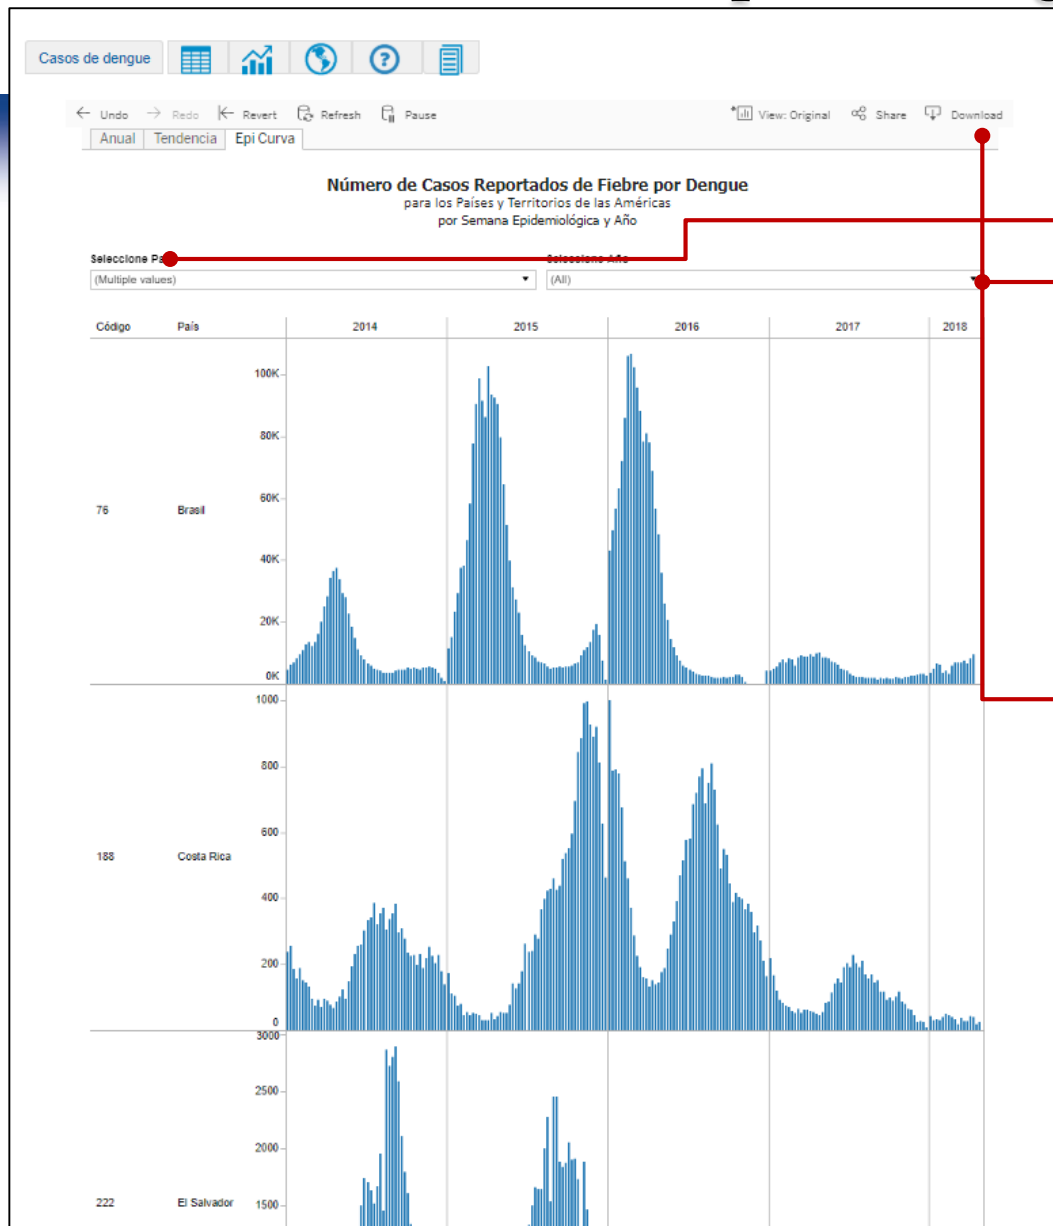 Casos de dengue
Undo Redo Revert Refresh Pause View: Original Share Download
Anual Tendencia Epi Curva
Número de Casos Reportados de Fiebre por Dengue
para los Países y Territorios de las Américas
por Semana Epidemiológica y Año
Seleccione Seleccione Año
(Multiple values) (All)
Código País 2014 2015 2016 2017 2018
100K
80K
60K
76 Brasil
40K
20K
0K
1000
800
600
188 Costa Rica
400
200
0
3000
2500
2000
222 El Salvador 1500